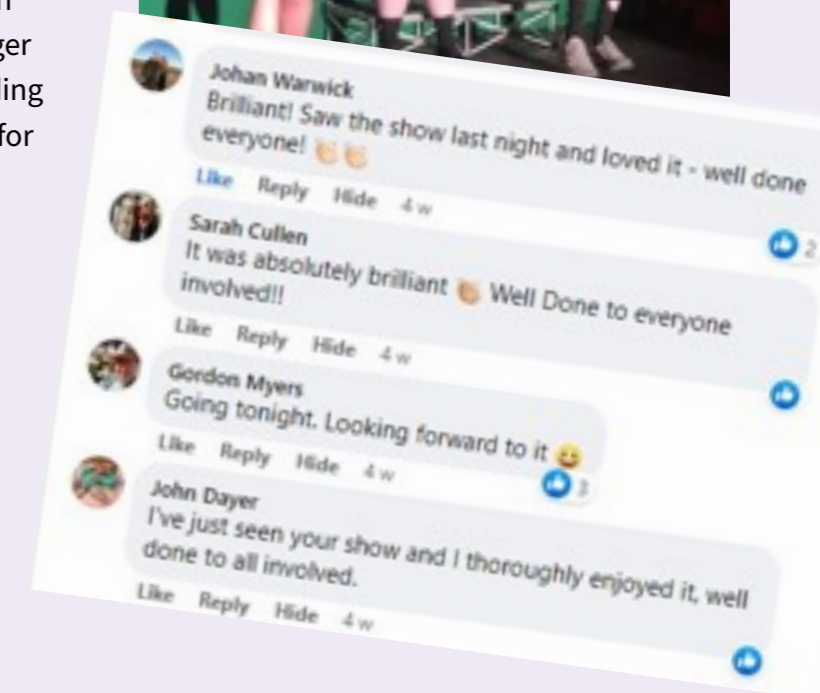 ger
ling
for
Johan Warwick
Brilliant! Saw the show last night and loved it - well done
everyone! 👏👏
Like Reply Hide 4 w
2
Sarah Cullen
It was absolutely brilliant 👏 Well Done to everyone
involved!!
Like Reply Hide 4 w
Gordon Myers
Going tonight. Looking forward to it 😄
Like Reply Hide 4 w
3
John Dayer
I've just seen your show and I thoroughly enjoyed it, well
done to all involved.
Like Reply Hide 4 w